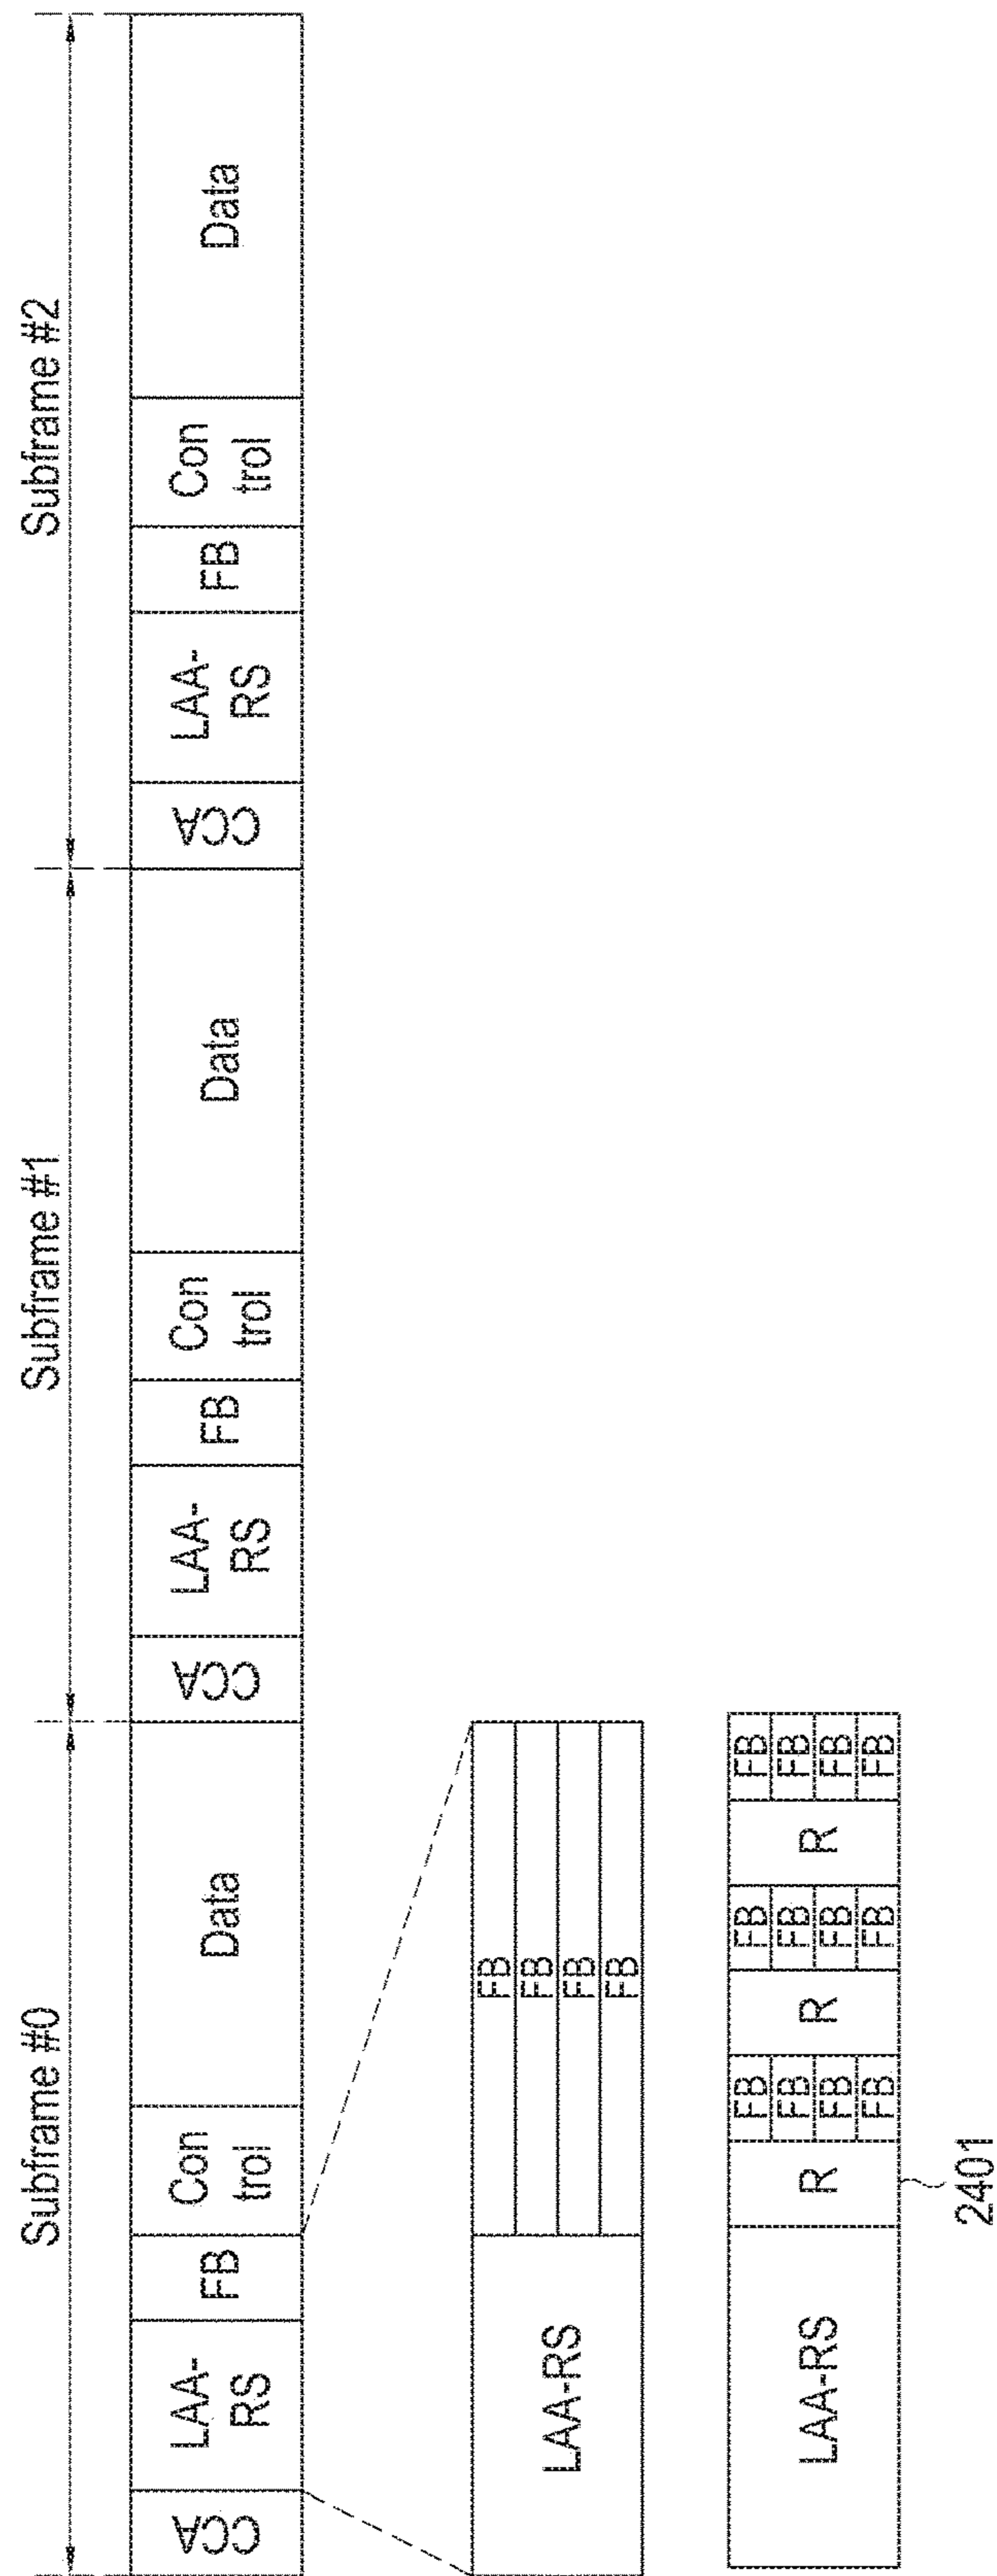 Subframe #0
Subframe #1
Subframe #2
CCA
LAA-
RS
FB
Con
trol
Data
CCA
LAA-
RS
FB
Con
trol
Data
CCA
LAA-
RS
FB
Con
trol
Data
LAA-RS
FB
FB
FB
FB
LAA-RS
R
FB
FB
FB
FB
R
FB
FB
FB
FB
R
FB
FB
FB
FB
2401